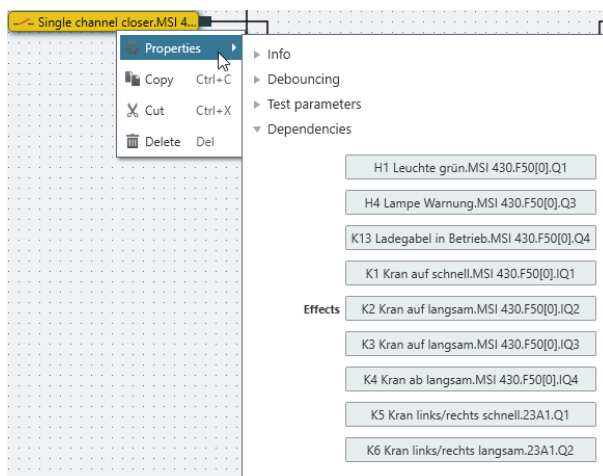 Single channel closer.MSI 4...
Properties
Copy Ctrl+C
Cut Ctrl+X
Delete Del
Info
Debouncing
Test parameters
Dependencies
Effects
H1 Leuchte grün.MSI 430.F50[0].Q1
H4 Lampe Warnung.MSI 430.F50[0].Q3
K13 Ladegabel in Betrieb.MSI 430.F50[0].Q4
K1 Kran auf schnell.MSI 430.F50[0].IQ1
K2 Kran auf langsam.MSI 430.F50[0].IQ2
K3 Kran auf langsam.MSI 430.F50[0].IQ3
K4 Kran ab langsam.MSI 430.F50[0].IQ4
K5 Kran links/rechts schnell.23A1.Q1
K6 Kran links/rechts langsam.23A1.Q2